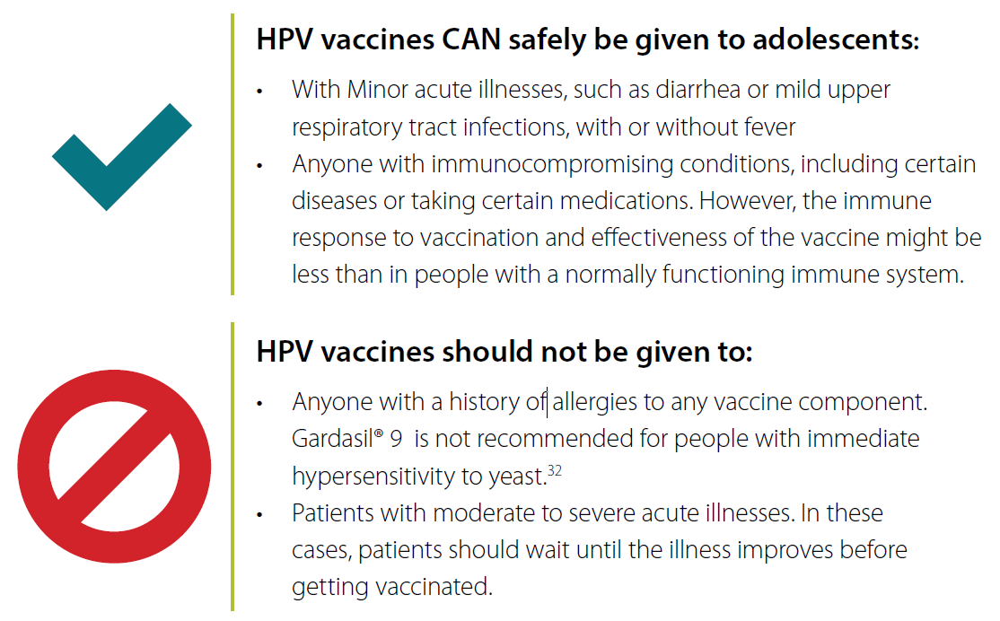 HPV vaccines CAN safely be given to adolescents:
• With Minor acute illnesses, such as diarrhea or mild upper
respiratory tract infections, with or without fever
• Anyone with immunocompromising conditions, including certain
diseases or taking certain medications. However, the immune
response to vaccination and effectiveness of the vaccine might be
less than in people with a normally functioning immune system.
HPV vaccines should not be given to:
• Anyone with a history of allergies to any vaccine component.
Gardasil® 9 is not recommended for people with immediate
hypersensitivity to yeast.32
• Patients with moderate to severe acute illnesses. In these
cases, patients should wait until the illness improves before
getting vaccinated.